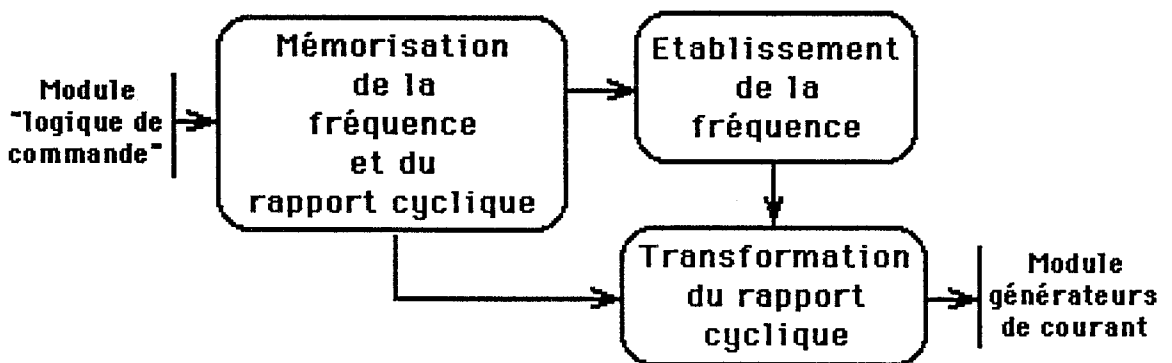 Module
"logique de
commande"
Mémorisation
de la
fréquence
et du
rapport cyclique
Etablissement
de la
fréquence
Transformation
du rapport
cyclique
Module
générateurs
de courant